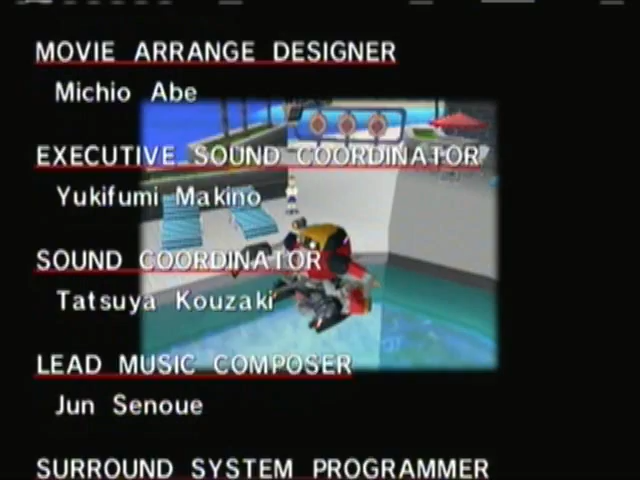 MOVIE ARRANGE DESIGNER
Michio Abe
EXECUTIVE SOUND COORDINATOR
Yukifumi Makino
SOUND COORDINATOR
Tatsuya Kouzaki
LEAD MUSIC COMPOSER
Jun Senoue
SURROUND SYSTEM PROGRAMMER